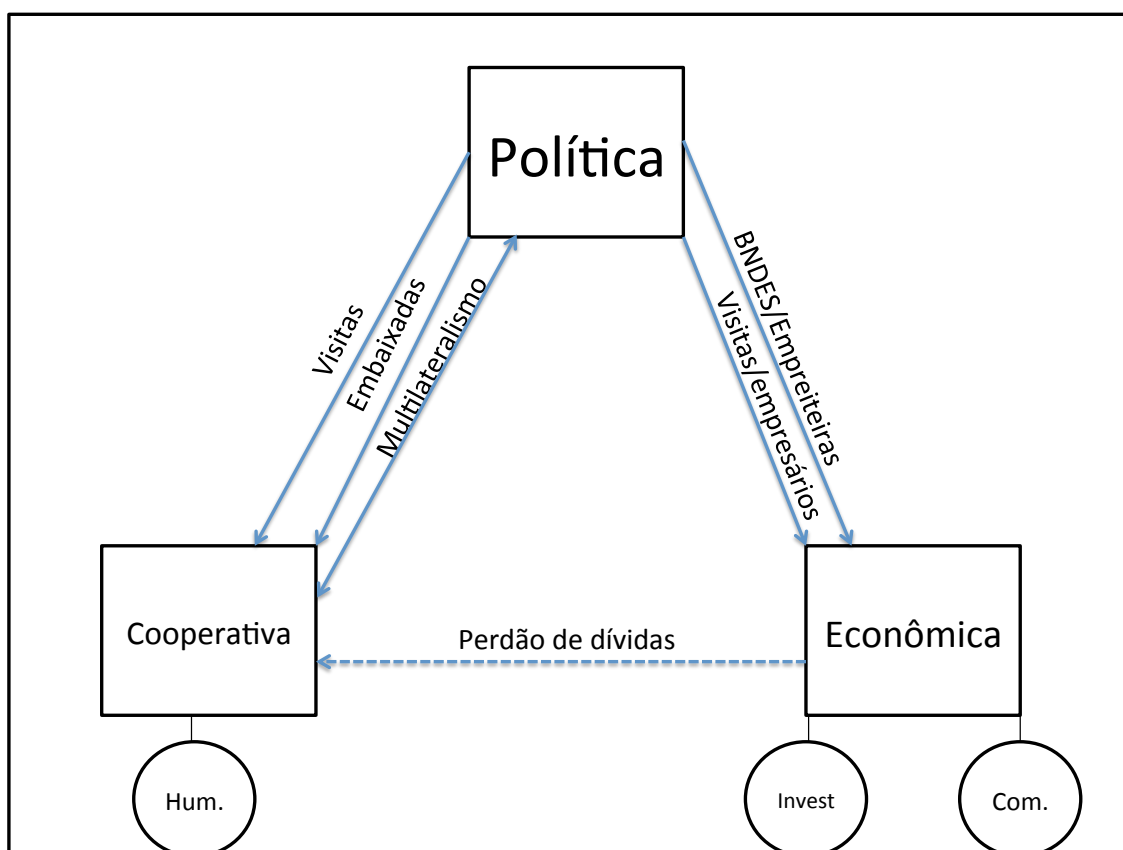 Política
Visitas
Embaixadas
Multilateralismo
BNDES/Empreiteiras
Visitas/empresários
Cooperativa
Perdão de dívidas
Econômica
Hum.
Invest
Com.